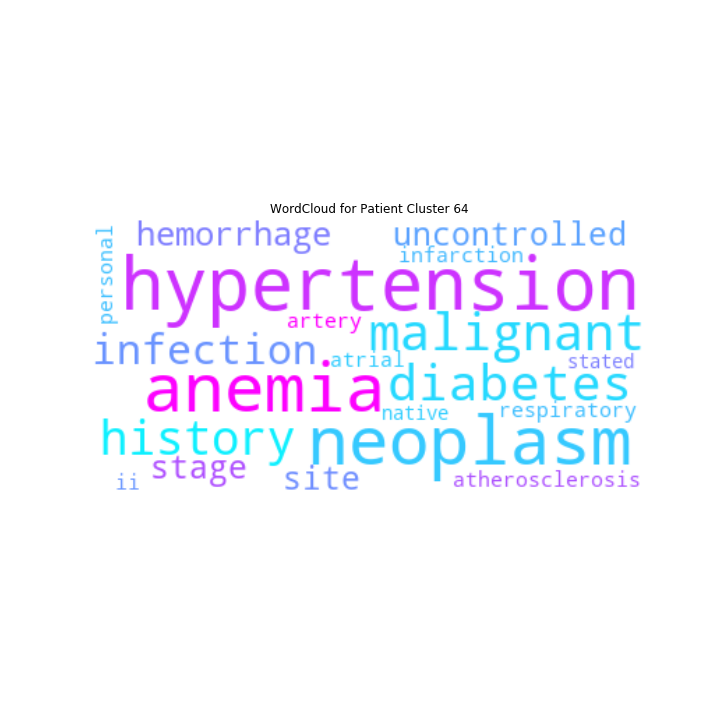 WordCloud for Patient Cluster 64
personal
hemorrhage
uncontrolled
infarction
hypertension
artery
malignant
infection
atrial
stated
anemia
diabetes
native
respiratory
history
neoplasm
stage
site
atherosclerosis
ii